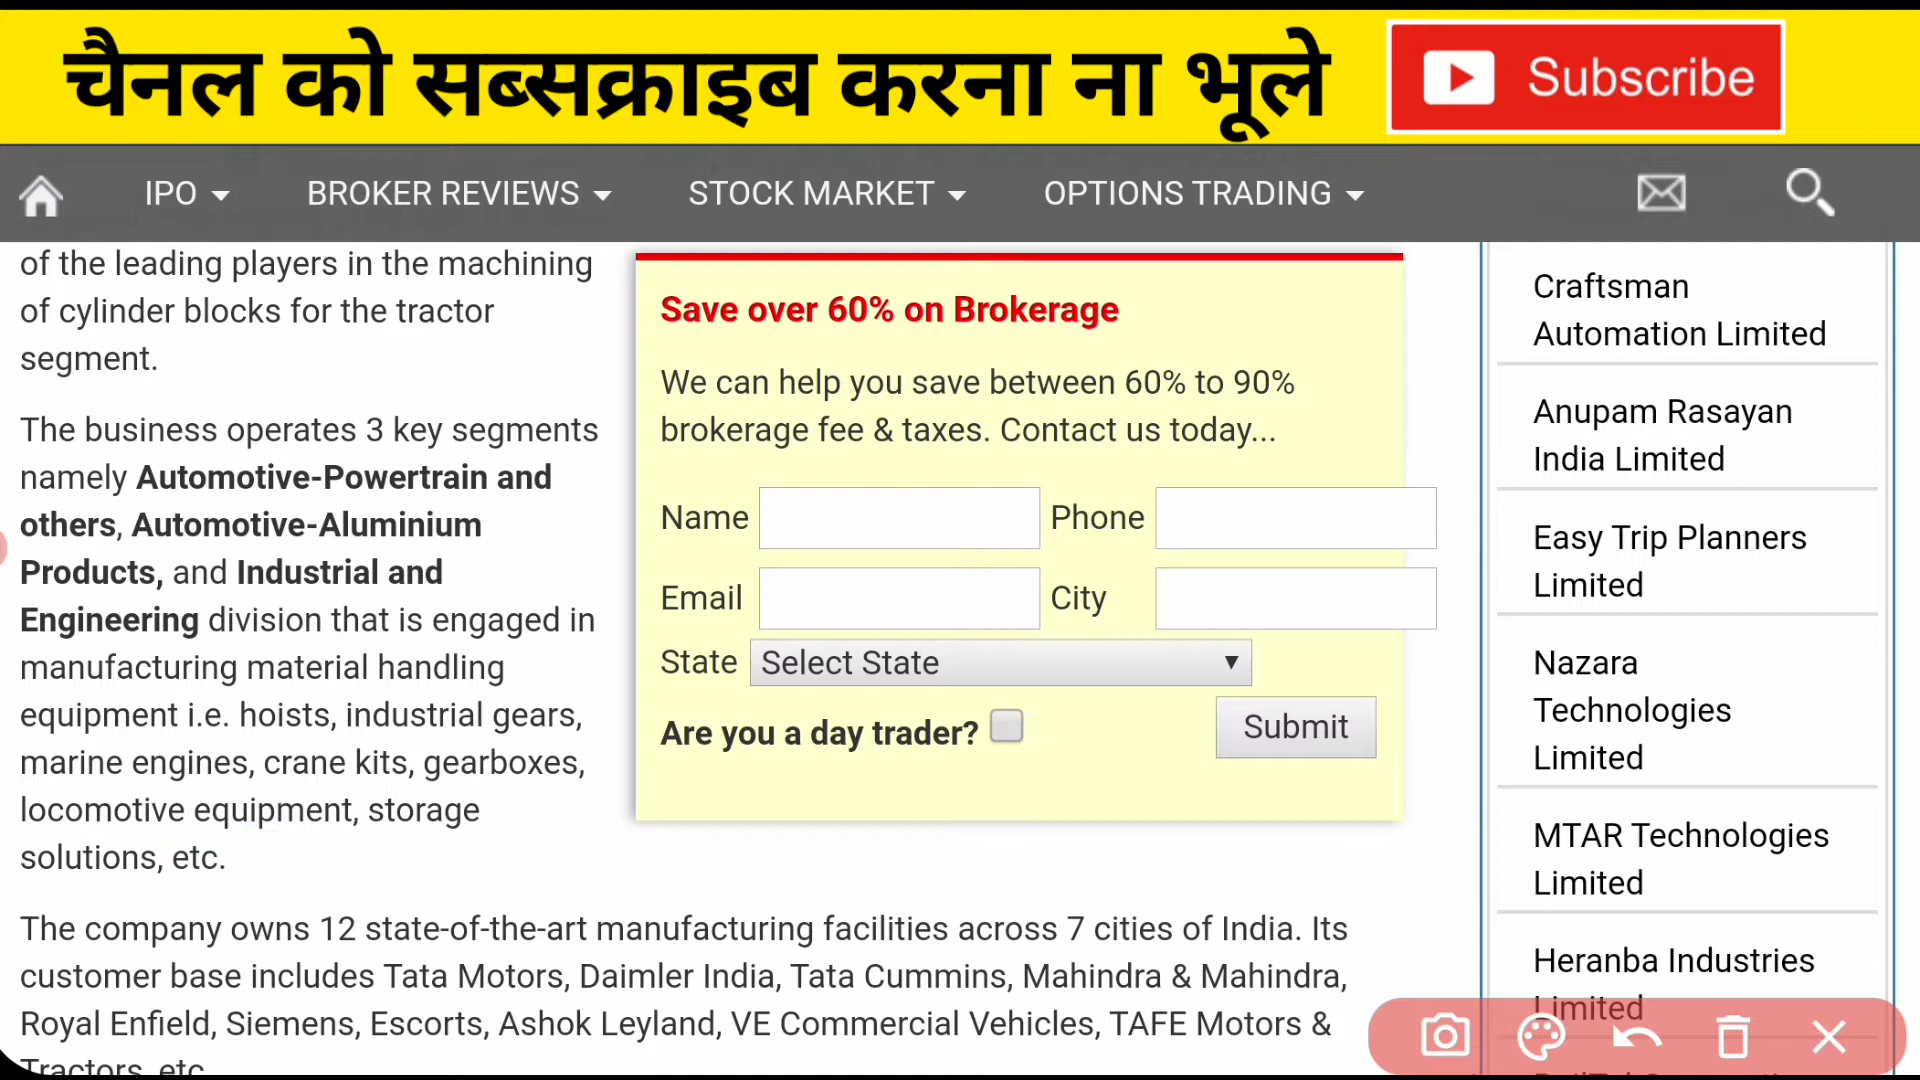 चैनल को सब्सक्राइब करना ना भूले
Subscribe
IPO
BROKER REVIEWS
STOCK MARKET
OPTIONS TRADING
of the leading players in the machining
of cylinder blocks for the tractor
segment.
The business operates 3 key segments
namely Automotive-Powertrain and
others, Automotive-Aluminium
Products, and Industrial and
Engineering division that is engaged in
manufacturing material handling
equipment i.e. hoists, industrial gears,
marine engines, crane kits, gearboxes,
locomotive equipment, storage
solutions, etc.
The company owns 12 state-of-the-art manufacturing facilities across 7 cities of India. Its
customer base includes Tata Motors, Daimler India, Tata Cummins, Mahindra & Mahindra,
Royal Enfield, Siemens, Escorts, Ashok Leyland, VE Commercial Vehicles, TAFE Motors &
Tractors, etc
Save over 60% on Brokerage
We can help you save between 60% to 90%
brokerage fee & taxes. Contact us today...
Name
Phone
Email
City
State
Select State
Are you a day trader?
Submit
Craftsman
Automation Limited
Anupam Rasayan
India Limited
Easy Trip Planners
Limited
Nazara
Technologies
Limited
MTAR Technologies
Limited
Heranba Industries
Limited